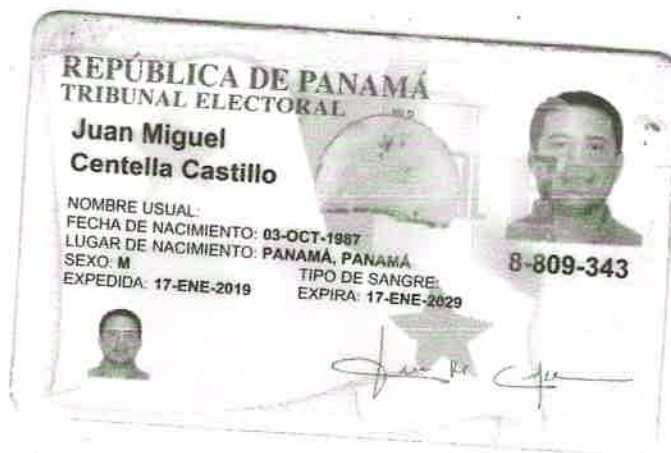 REPÚBLICA DE PANAMÁ
TRIBUNAL ELECTORAL
Juan Miguel
Centella Castillo
NOMBRE USUAL:
FECHA DE NACIMIENTO: 03-OCT-1987
LUGAR DE NACIMIENTO: PANAMÁ, PANAMÁ
SEXO: M TIPO DE SANGRE:
EXPEDIDA: 17-ENE-2019 EXPIRA: 17-ENE-2029
8-809-343